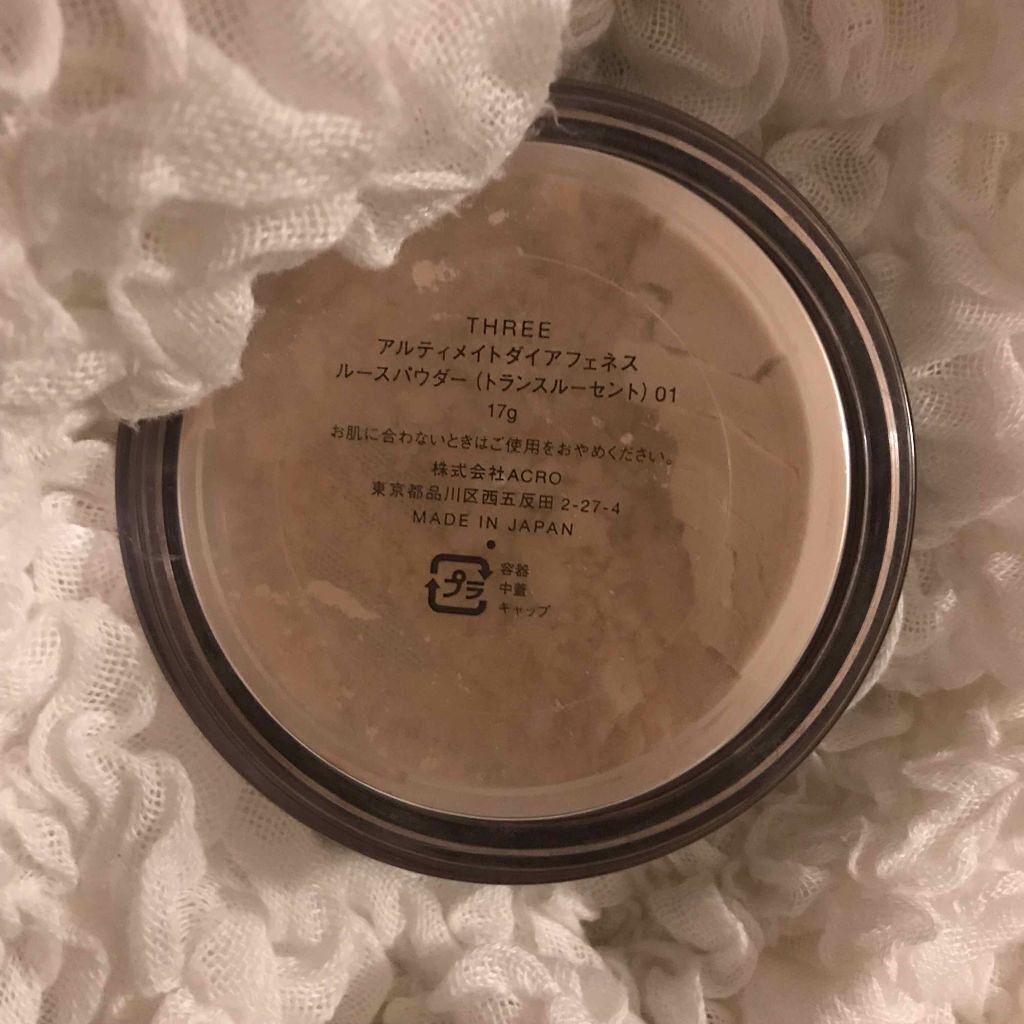 THREE
アルティメイトダイアフェネス
ルースパウダー(トランスルーセント)01
17g
お肌に合わないときはご使用をおやめください。
株式会社ACRO
東京都品川区西五反田 2-27-4
MADE IN JAPAN
プラ
容器
中蓋
キャップ